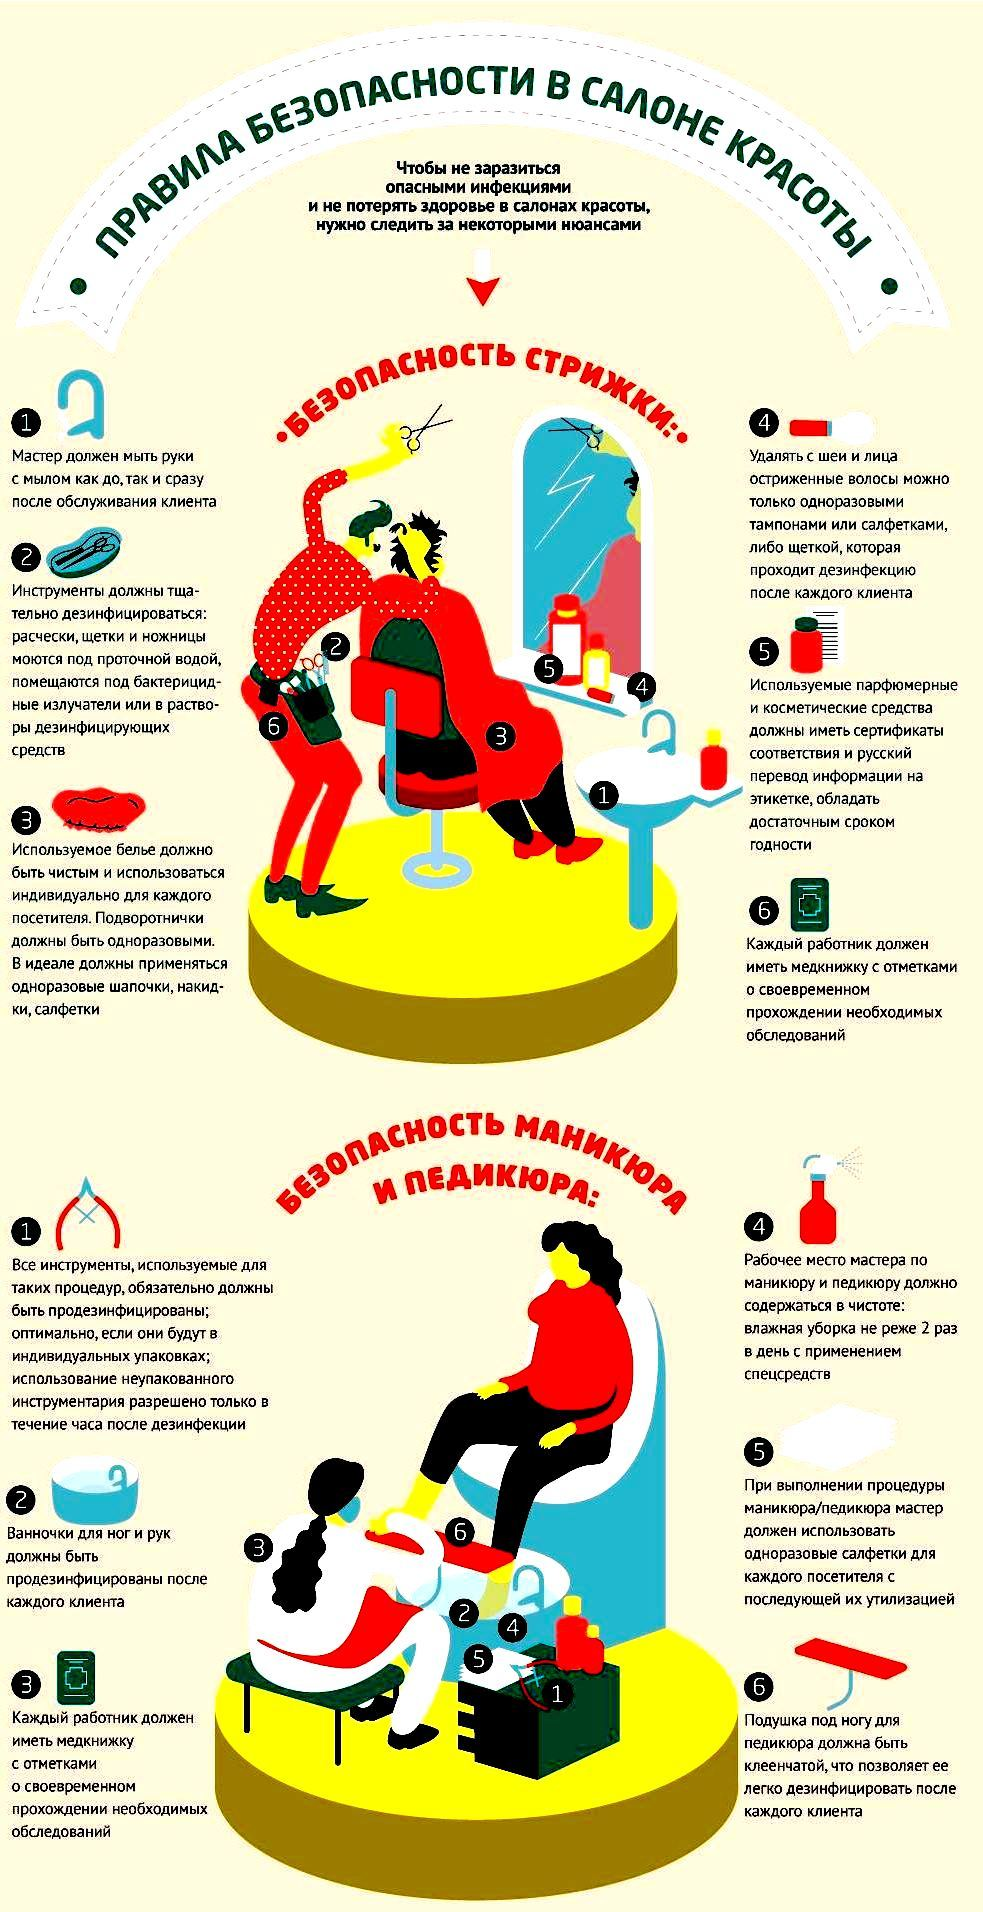 ПРАВИЛА БЕЗОПАСНОСТИ В САЛОНЕ КРАСОТЫ
Чтобы не заразиться
опасными инфекциями
и не потерять здоровье в салонах красоты,
нужно следить за некоторыми нюансами
•БЕЗОПАСНОСТЬ СТРИЖКИ:•
1
Мастер должен мыть руки
с мылом как до, так и сразу
после обслуживания клиента
2
Инструменты должны тща-
тельно дезинфицироваться:
расчески, щетки и ножницы
моются под проточной водой,
помещаются под бактерицид-
ные излучатели или в раство-
ры дезинфицирующих
средств
3
Используемое белье должно
быть чистым и использоваться
индивидуально для каждого
посетителя. Подворотнички
должны быть одноразовыми.
В идеале должны применяться
одноразовые шапочки, накид-
ки, салфетки
2
6
5
4
3
1
4
Удалять с шеи и лица
остриженные волосы можно
только одноразовыми
тампонами или салфетками,
либо щеткой, которая
проходит дезинфекцию
после каждого клиента
5
Используемые парфюмерные
и косметические средства
должны иметь сертификаты
соответствия и русский
перевод информации на
этикетке, обладать
достаточным сроком
годности
6
Каждый работник должен
иметь медкнижку с отметками
о своевременном
прохождении необходимых
обследований
БЕЗОПАСНОСТЬ МАНИКЮРА
И ПЕДИКЮРА:
1
Все инструменты, используемые для
таких процедур, обязательно должны
быть продезинфицированы;
оптимально, если они будут в
индивидуальных упаковках;
использование неупакованного
инструментария разрешено только в
течение часа после дезинфекции
2
Ванночки для ног и рук
должны быть
продезинфицированы после
каждого клиента
3
Каждый работник должен
иметь медкнижку
с отметками
о своевременном
прохождении необходимых
обследований
3
6
2
4
5
1
4
Рабочее место мастера по
маникюру и педикюру должно
содержаться в чистоте:
влажная уборка не реже 2 раз
в день с применением
спецсредств
5
При выполнении процедуры
маникюра/педикюра мастер
должен использовать
одноразовые салфетки для
каждого посетителя с
последующей их утилизацией
6
Подушка под ногу для
педикюра должна быть
клеенчатой, что позволяет ее
легко дезинфицировать после
каждого клиента